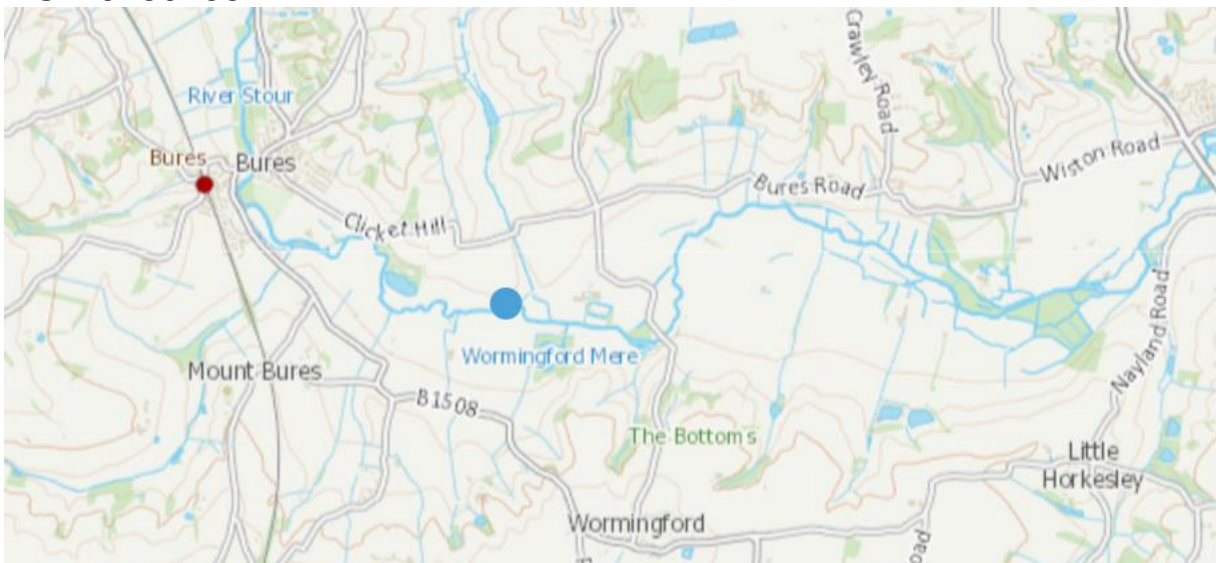 Crawley Road
River Stour
Bures
Bures
Wiston Road
Bures Road
Clicket Hill
Nayland Road
Wormingford Mere
Mount Bures
B1508
The Bottoms
Little
Horkesley
Wormingford
oad